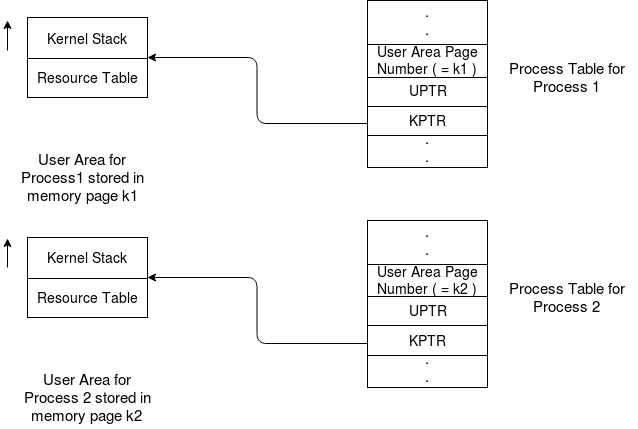 Kernel Stack
Resource Table
User Area for
Process1 stored in
memory page k1
.
.
User Area Page
Number ( = k1 )
UPTR
KPTR
.
.
Process Table for
Process 1
Kernel Stack
Resource Table
User Area for
Process 2 stored in
memory page k2
.
.
User Area Page
Number ( = k2 )
UPTR
KPTR
.
.
Process Table for
Process 2